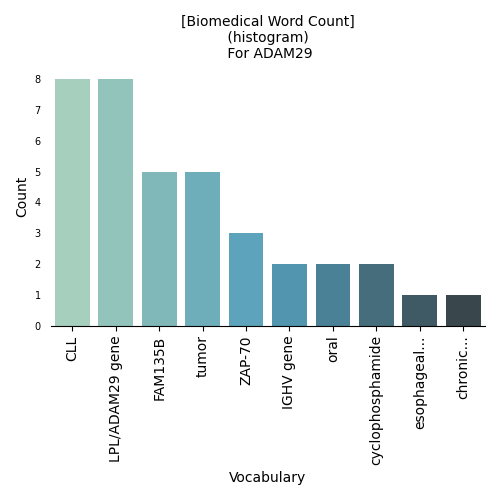 [Biomedical Word Count]
(histogram)
For ADAM29
Count
8
7
6
5
4
3
2
1
0
CLL
LPL/ADAM29 gene
FAM135B
tumor
ZAP-70
IGHV gene
oral
cyclophosphamide
esophageal...
chronic...
Vocabulary